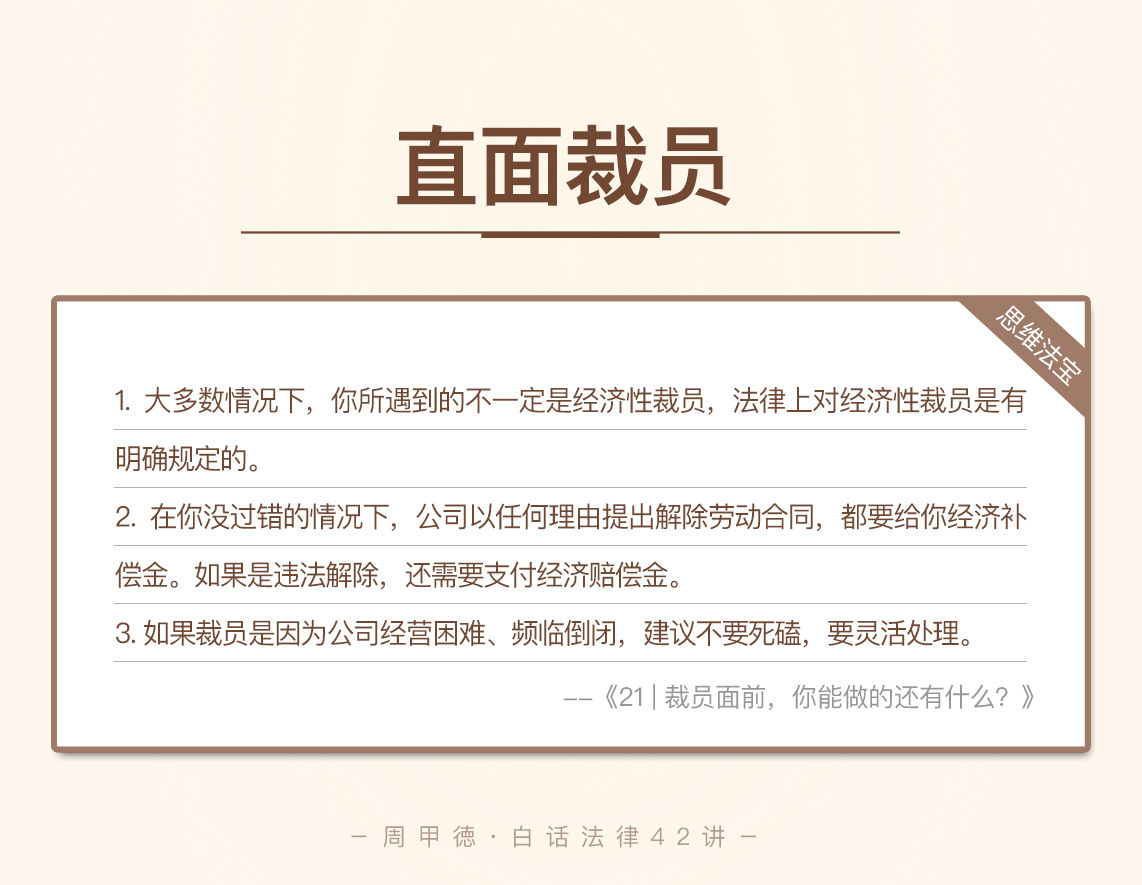 直面裁员
思维法宝
1. 大多数情况下，你所遇到的不一定是经济性裁员，法律上对经济性裁员是有
明确规定的。
2. 在你没过错的情况下，公司以任何理由提出解除劳动合同，都要给你经济补
偿金。如果是违法解除，还需要支付经济赔偿金。
3. 如果裁员是因为公司经营困难、频临倒闭，建议不要死磕，要灵活处理。
--《21 | 裁员面前，你能做的还有什么？》
- 周甲德·白话法律42讲 -